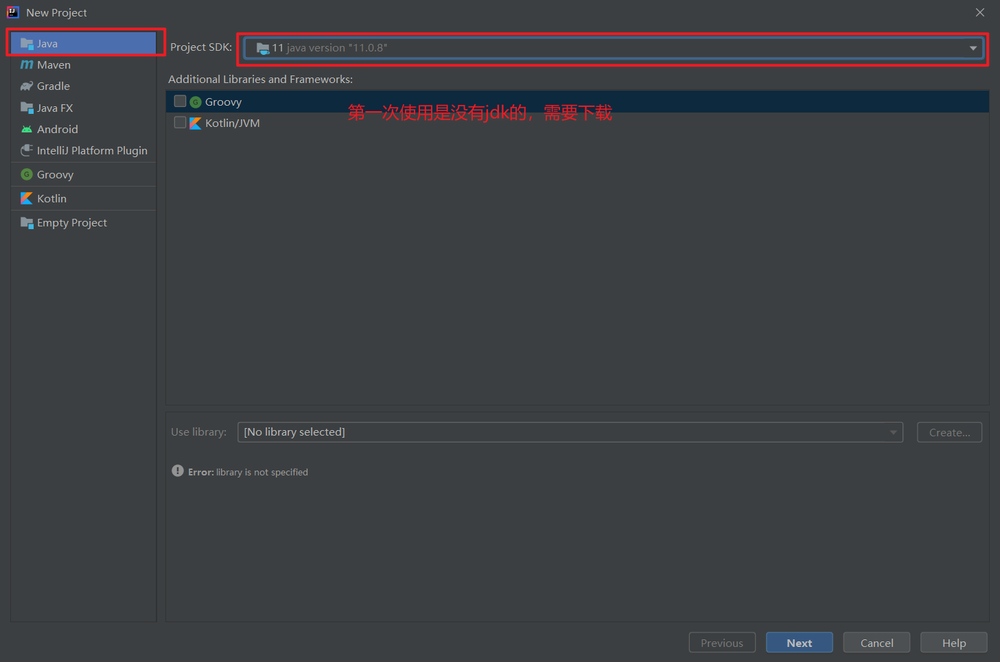 New Project
Java
Maven
Gradle
Java FX
Android
IntelliJ Platform Plugin
Groovy
Kotlin
Empty Project
Project SDK: 11 java version "11.0.8"
Additional Libraries and Frameworks:
Groovy
Kotlin/JVM
第一次使用是没有jdk的，需要下载
Use library: [No library selected] Create...
Error: library is not specified
Previous Next Cancel Help